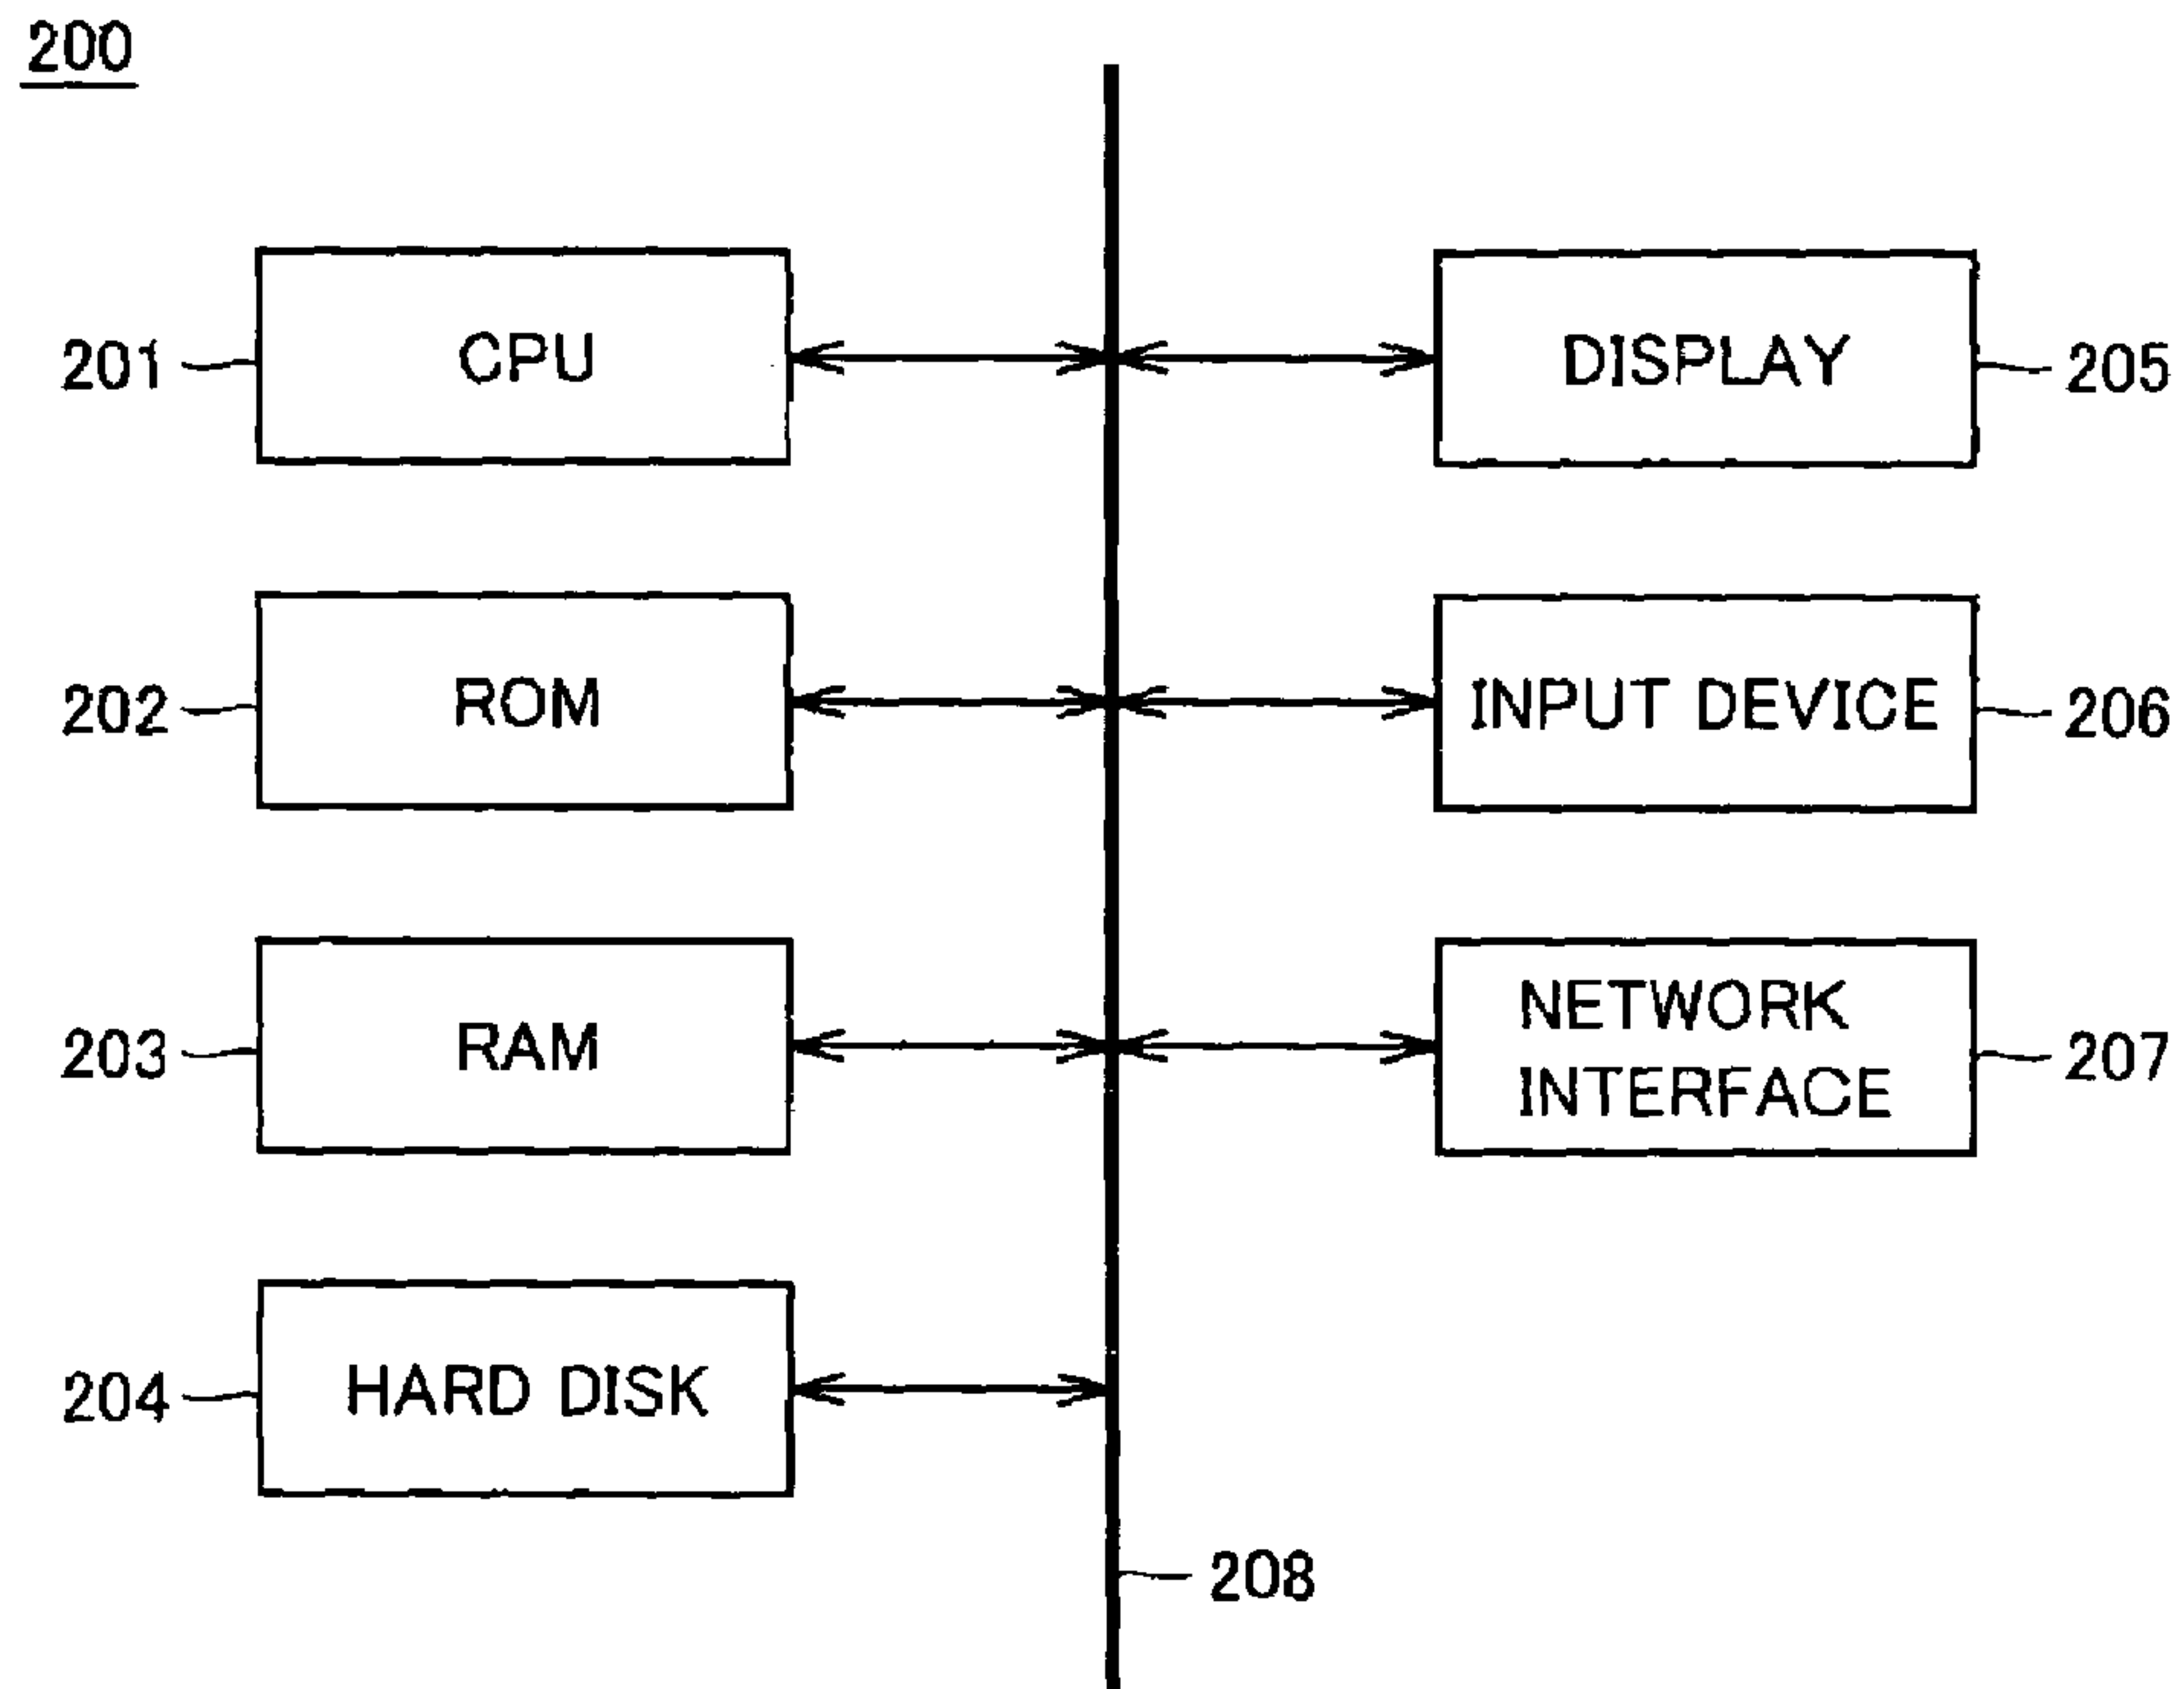 200
201
CPU
DISPLAY
205
202
ROM
INPUT DEVICE
206
203
RAM
NETWORK
INTERFACE
207
204
HARD DISK
208